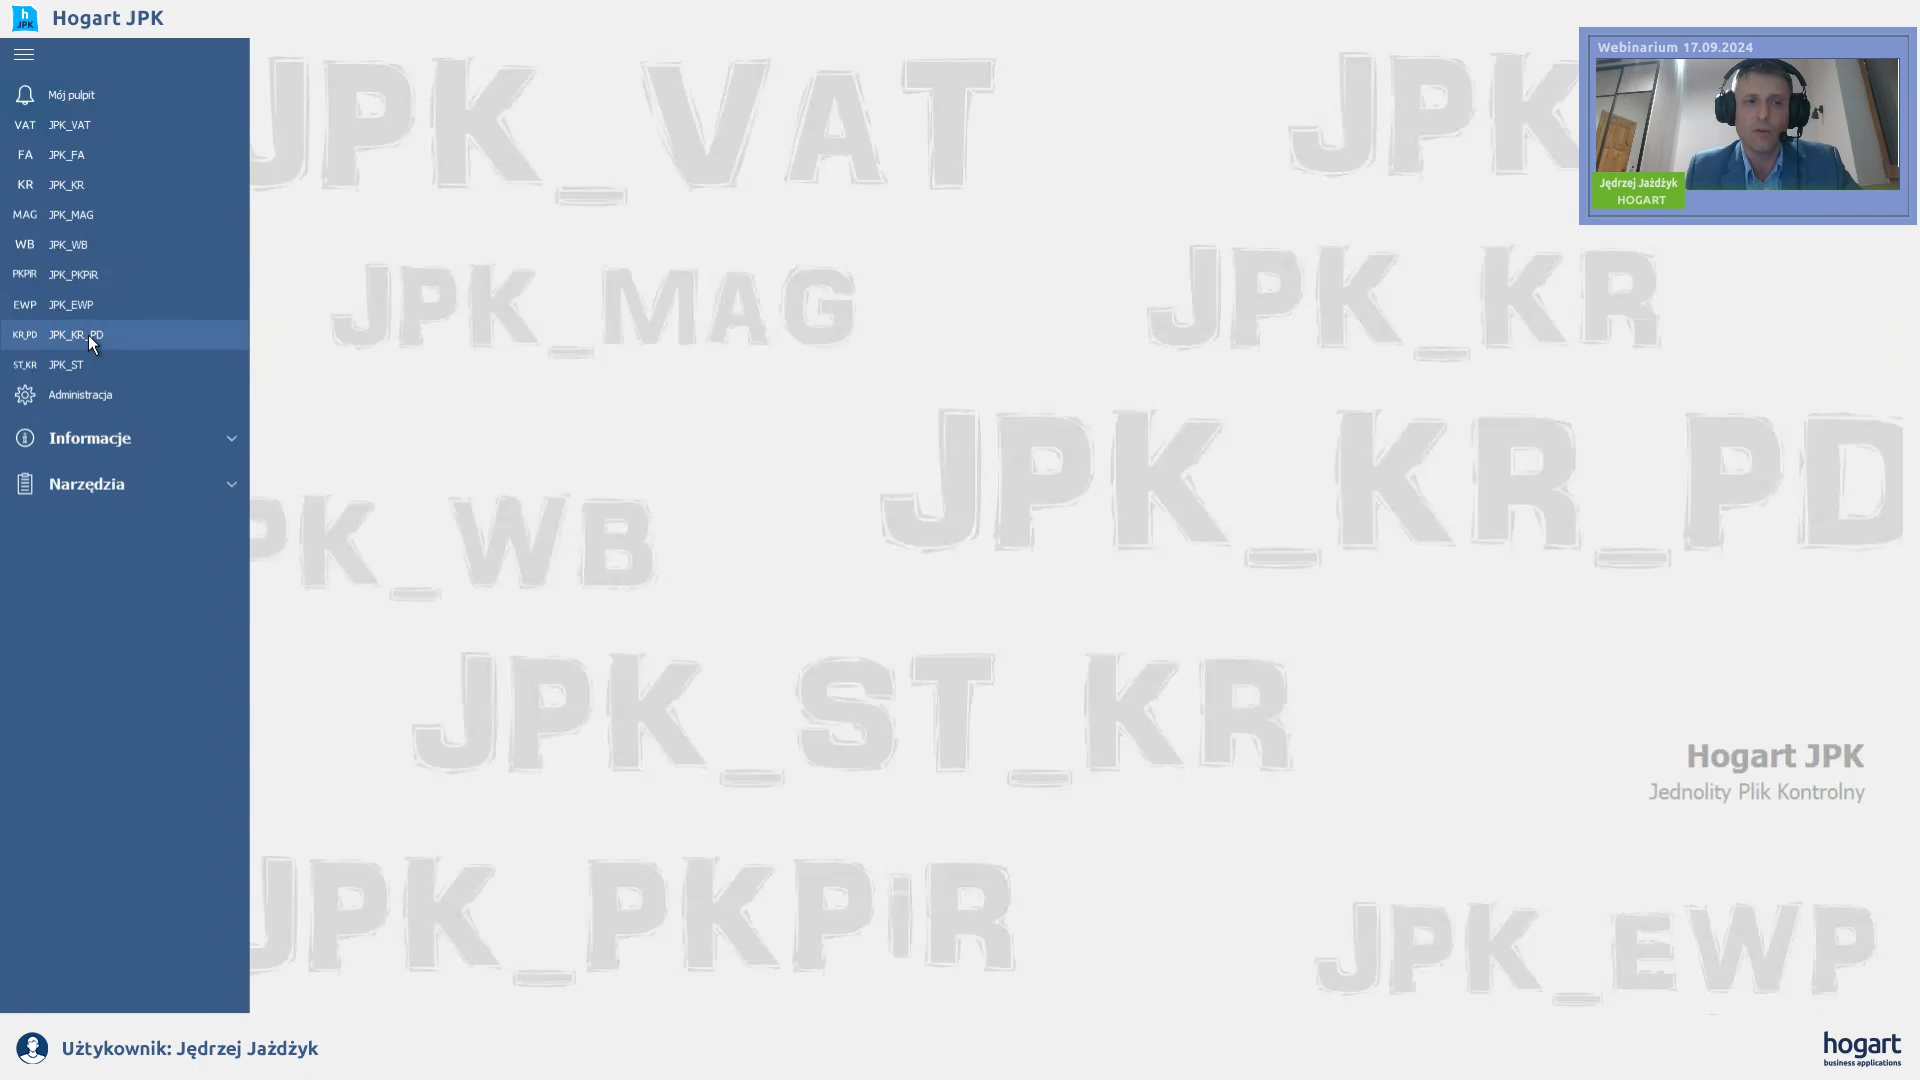 h
JPK
Hogart JPK
Mój pulpit
VAT JPK_VAT
FA JPK_FA
KR JPK_KR
MAG JPK_MAG
WB JPK_WB
PKPiR JPK_PKPiR
EWP JPK_EWP
KR_PD JPK_KR_PD
ST_KR JPK_ST
Administracja
Informacje
Narzędzia
JPK_VAT
JPK
Webinarium 17.09.2024
Jędrzej Jażdżyk
HOGART
JPK_MAG
JPK_KR
JPK_KR_PD
PK_WB
JPK_ST_KR
Hogart JPK
Jednolity Plik Kontrolny
JPK_PKPiR
JPK_EWP
Użtykownik: Jędrzej Jażdżyk
hogart
business applications